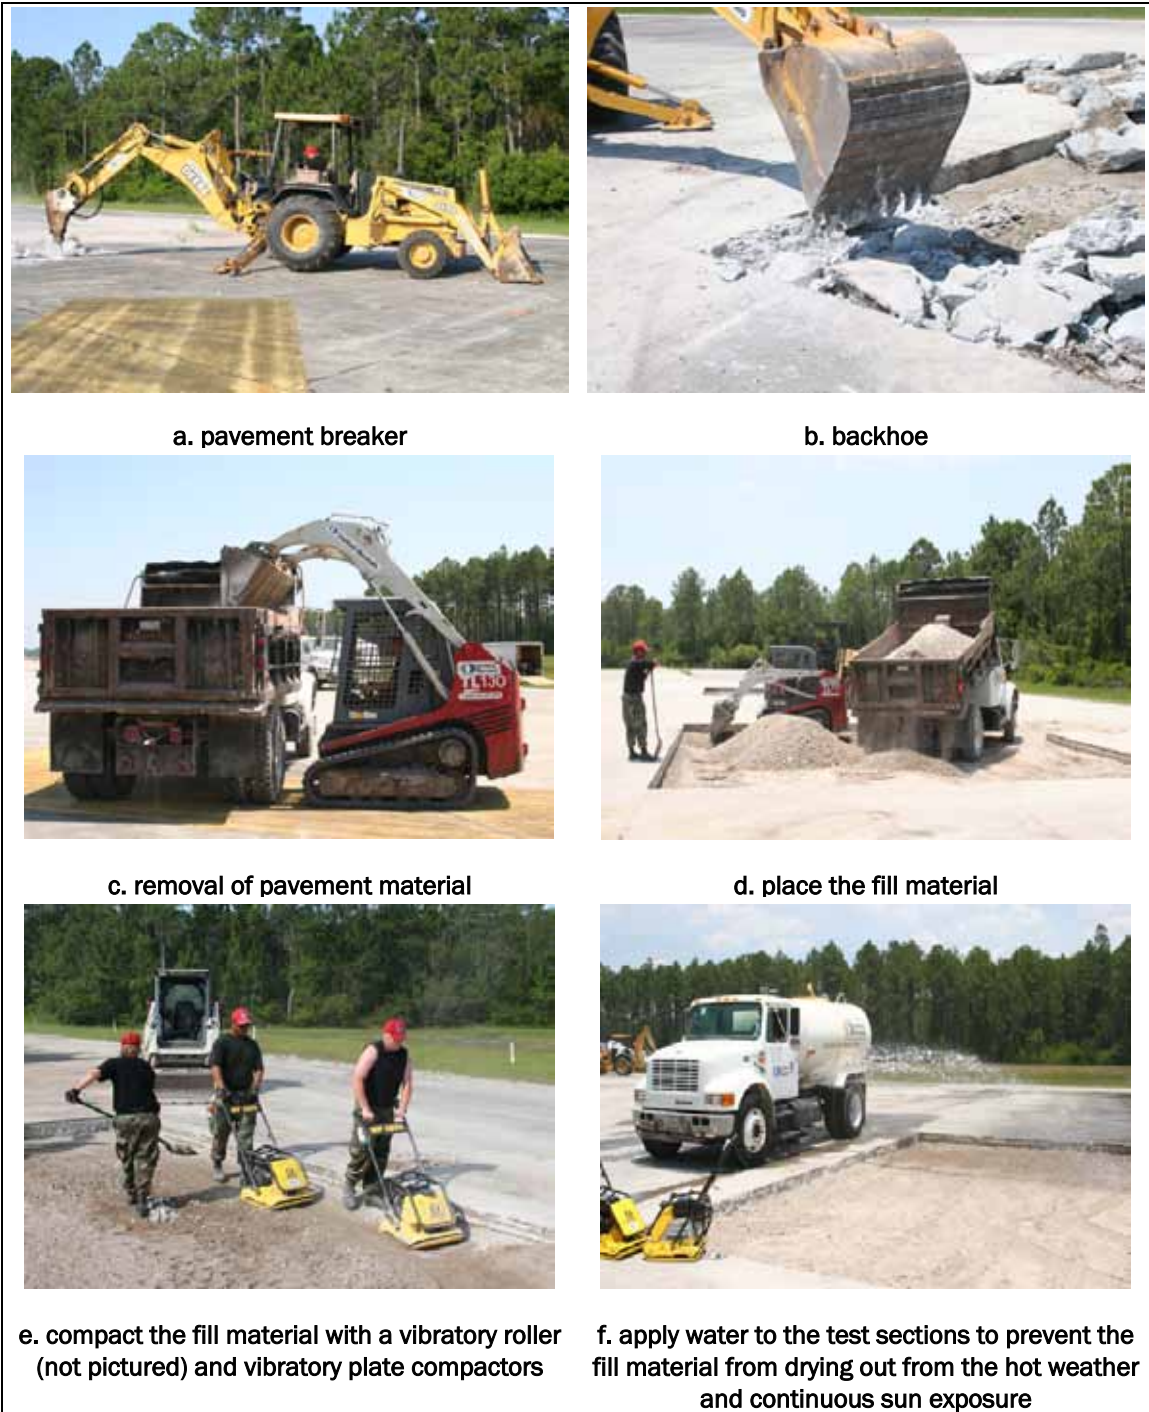 a. pavement breaker
b. backhoe
TL130
c. removal of pavement material
d. place the fill material
e. compact the fill material with a vibratory roller
(not pictured) and vibratory plate compactors
f. apply water to the test sections to prevent the
fill material from drying out from the hot weather
and continuous sun exposure